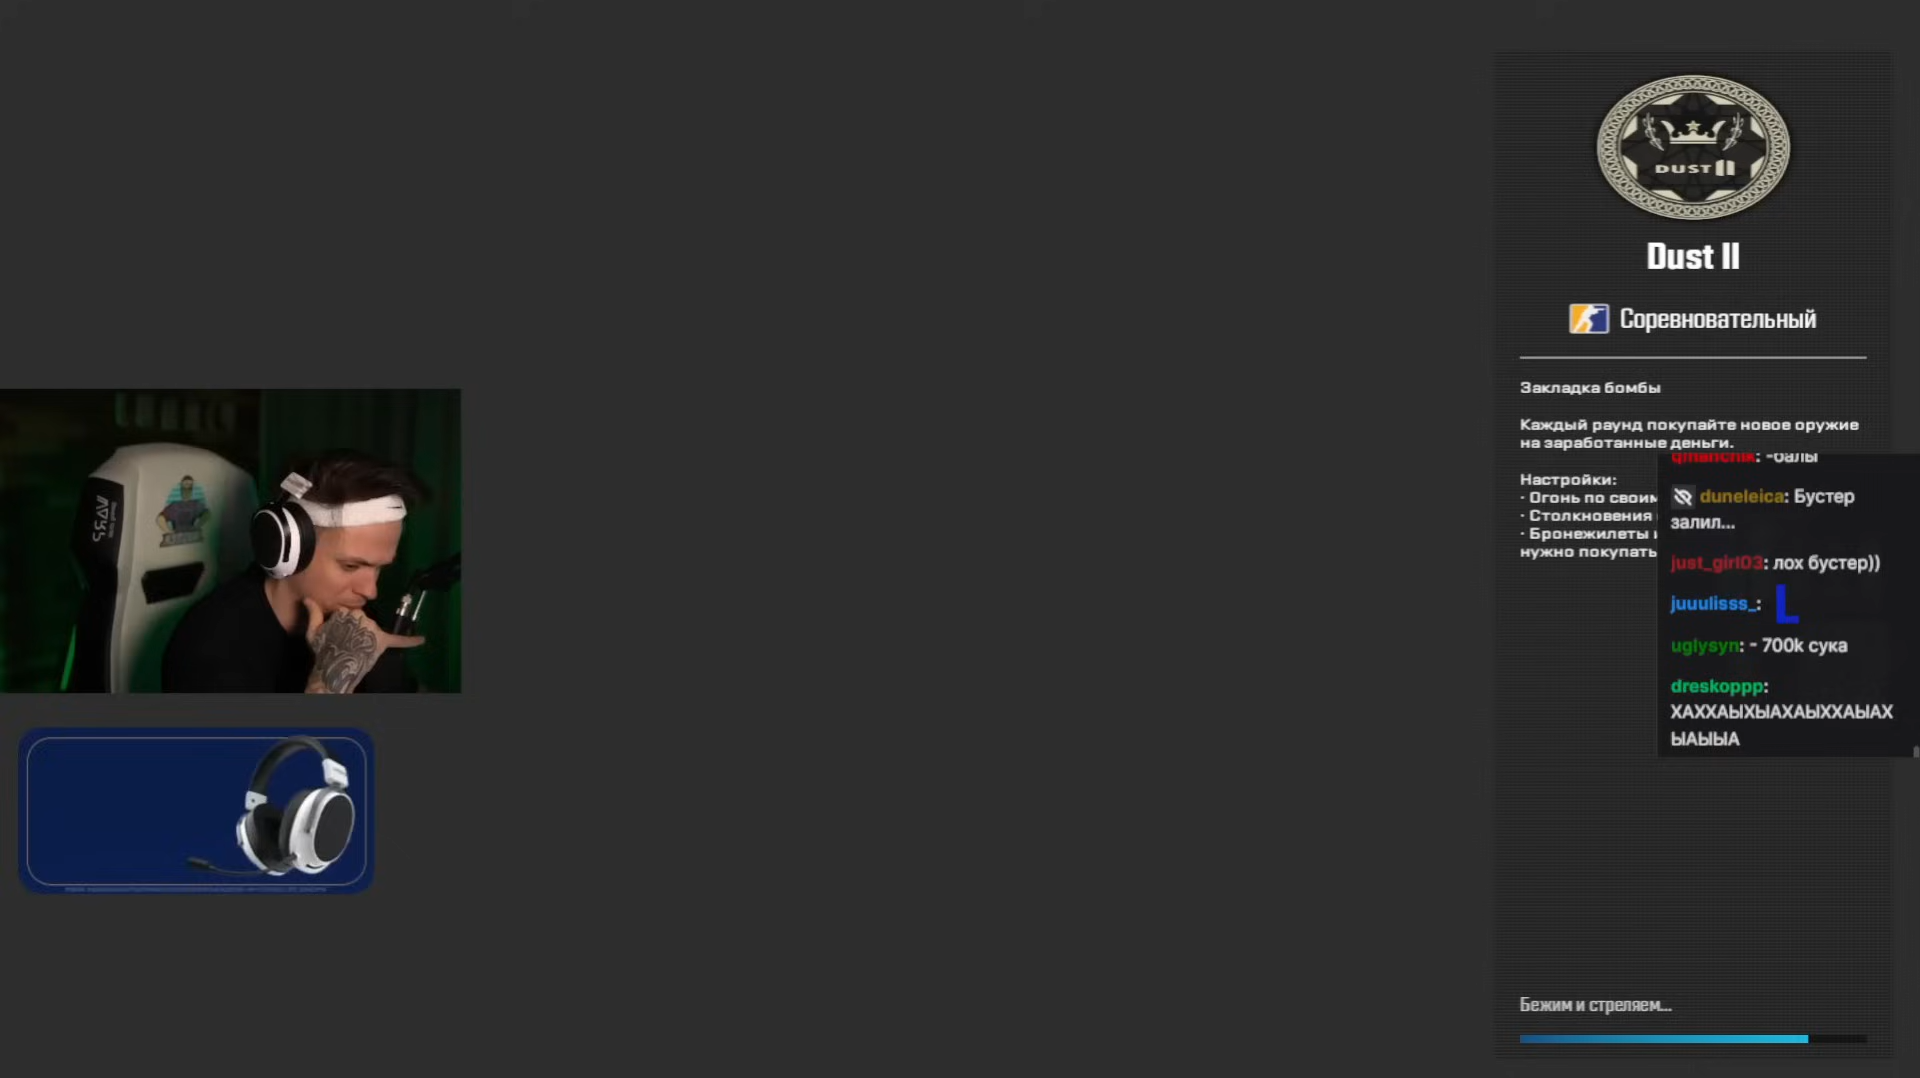 DUST II
Dust II
Соревновательный
Закладка бомбы
Каждый раунд покупайте новое оружие
на заработанные деньги.
Настройки:
· Огонь по своим
· Столкновения
· Бронежилеты
нужно покупать
qmanchik: -балы
duneleica: Бустер
залил...
just_girl03: лох бустер))
juuulisss_: L
uglysyn: - 700k сука
dreskoppp:
ХАХХАЫХЫАХАЫХХАЫАХ
ЫАЫЫА
Бежим и стреляем...